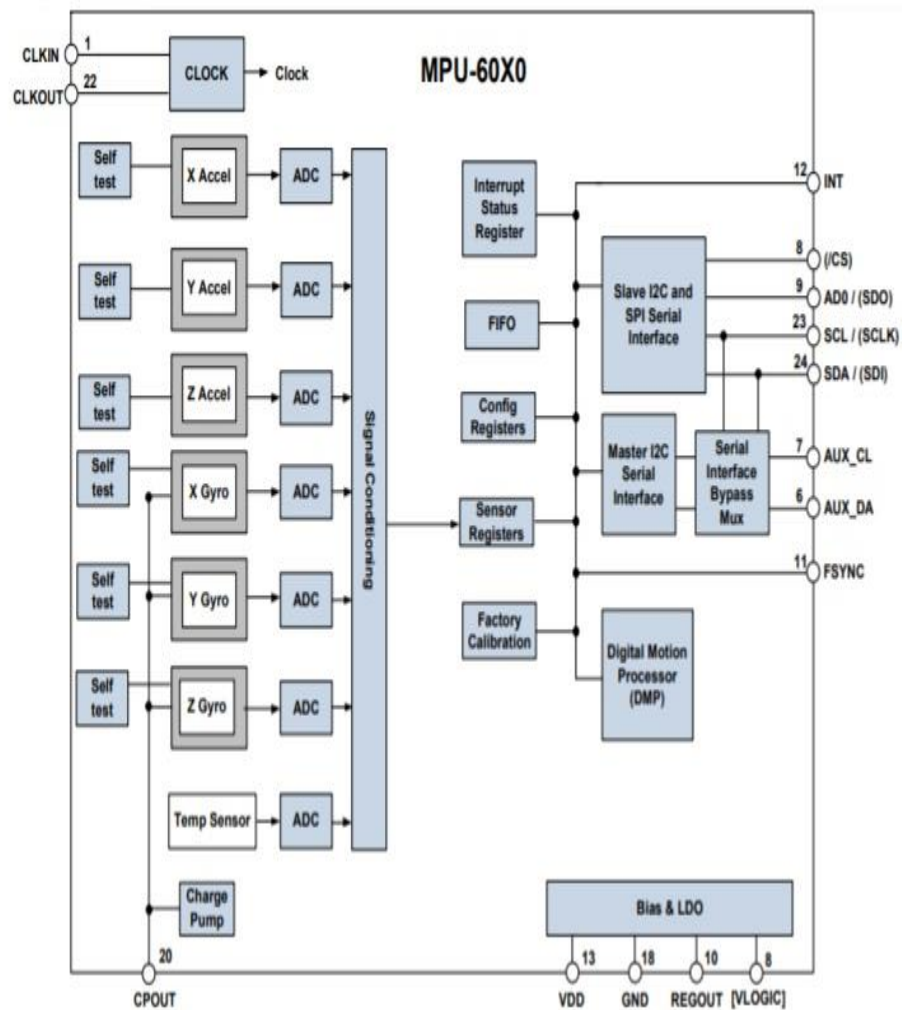 MPU-60X0
CLKIN
1
CLKOUT
22
CLOCK
Clock
Self
test
X Accel
ADC
Self
test
Y Accel
ADC
Self
test
Z Accel
ADC
Self
test
X Gyro
ADC
Self
test
Y Gyro
ADC
Self
test
Z Gyro
ADC
Temp Sensor
ADC
Signal Conditioning
Charge
Pump
20
CPOUT
Interrupt
Status
Register
FIFO
Config
Registers
Sensor
Registers
Factory
Calibration
Slave I2C and
SPI Serial
Interface
Master I2C
Serial
Interface
Serial
Interface
Bypass
Mux
Digital Motion
Processor
(DMP)
12
INT
8
(/CS)
9
AD0 / (SDO)
23
SCL / (SCLK)
24
SDA / (SDI)
7
AUX_CL
6
AUX_DA
11
FSYNC
Bias & LDO
13
18
10
8
VDD
GND
REGOUT
[VLOGIC]